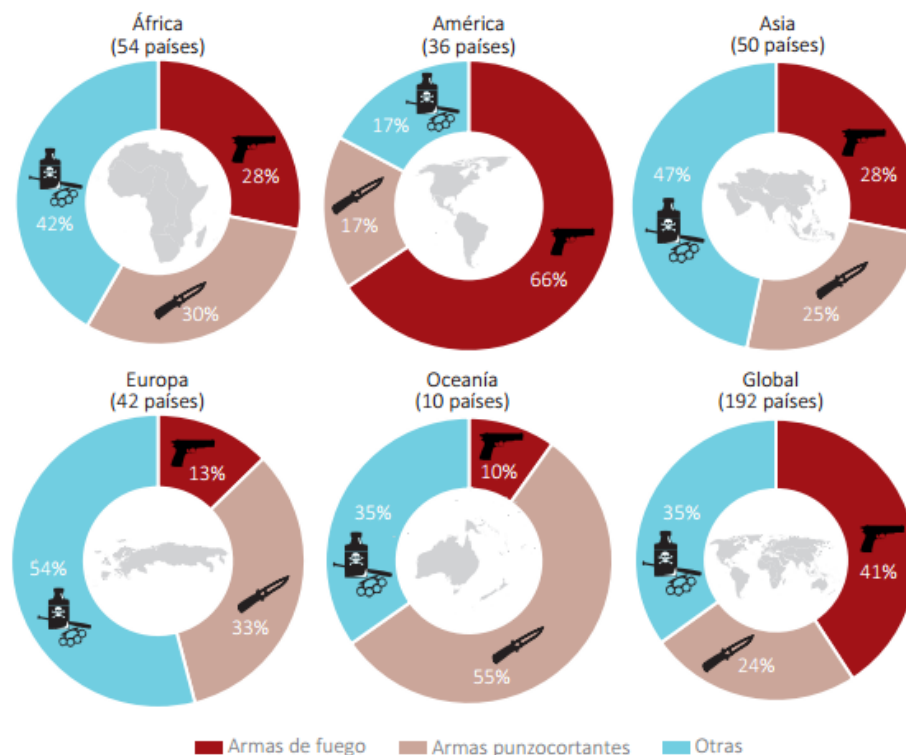 África
(54 países)
28%
30%
42%
América
(36 países)
17%
17%
66%
Asia
(50 países)
47%
28%
25%
Europa
(42 países)
13%
54%
33%
Oceanía
(10 países)
10%
35%
55%
Global
(192 países)
35%
41%
24%
Armas de fuego
Armas punzocortantes
Otras